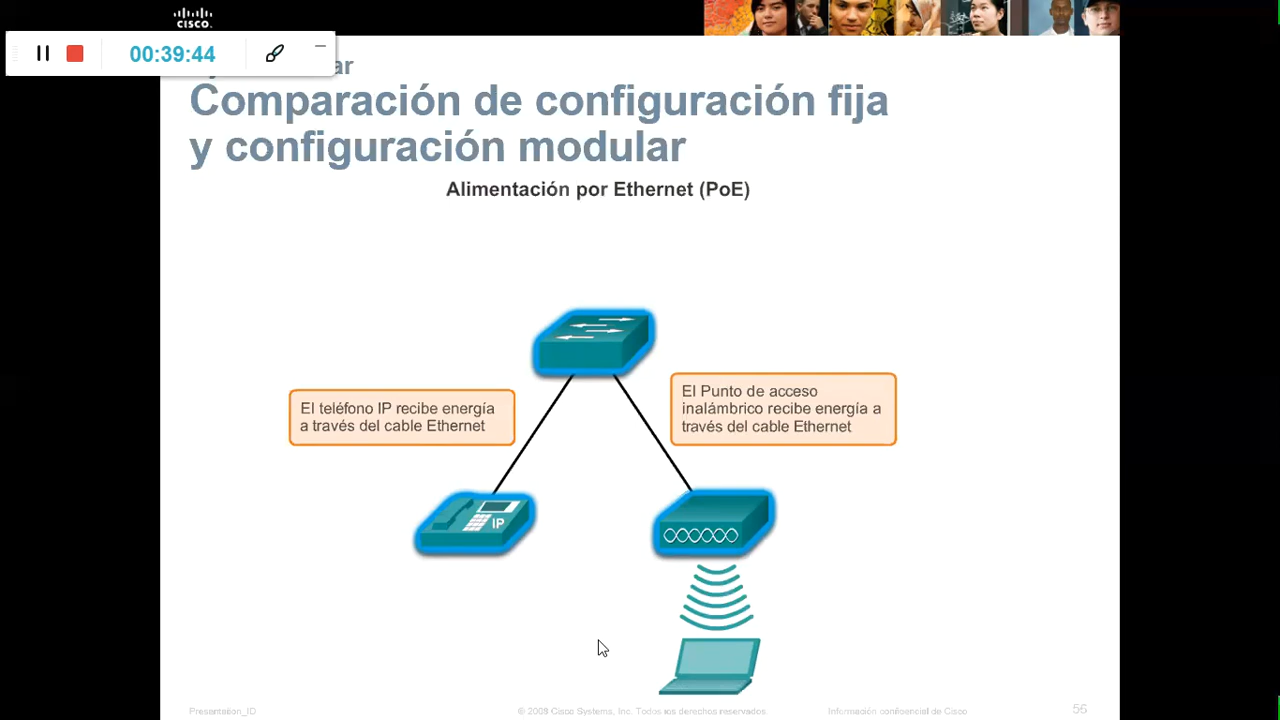 CISCO.
00:39:44
ar
Comparación de configuración fija
y configuración modular
Alimentación por Ethernet (PoE)
El teléfono IP recibe energía
a través del cable Ethernet
El Punto de acceso
inalámbrico recibe energía a
través del cable Ethernet
IP
Presentation_ID
© 2008 Cisco Systems, Inc. Todos los derechos reservados.
Información confidencial de Cisco
55